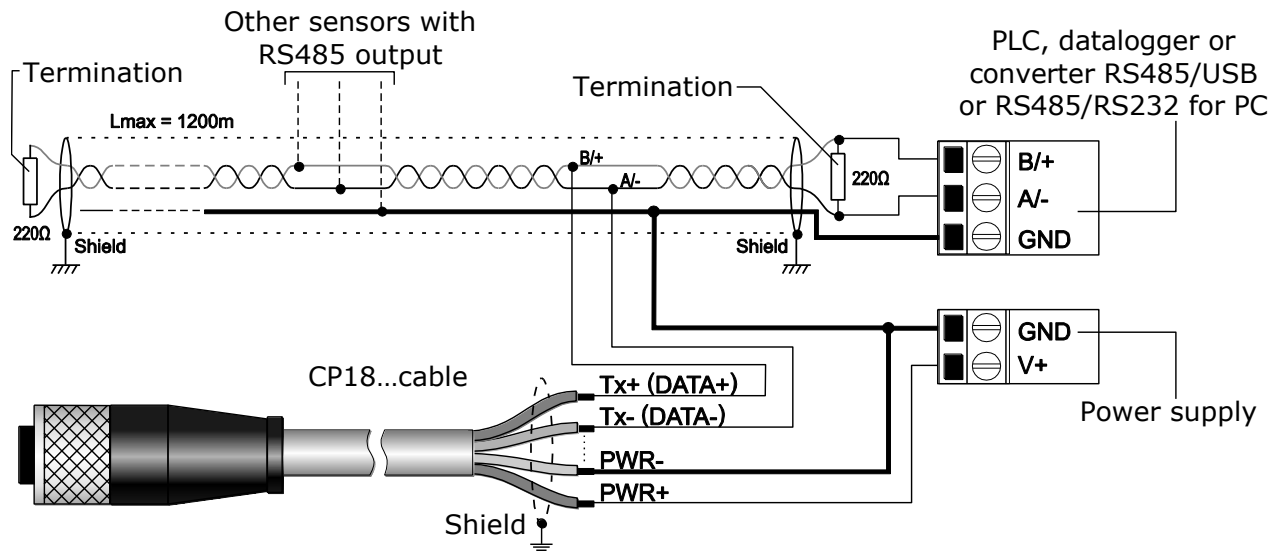 Other sensors with
RS485 output
PLC, datalogger or
converter RS485/USB
or RS485/RS232 for PC
Termination
Termination
Lmax = 1200m
B/+
A/-
220Ω
220Ω
Shield
Shield
B/+
A/-
GND
GND
V+
Power supply
CP18...cable
Tx+ (DATA+)
Tx- (DATA-)
PWR-
PWR+
Shield